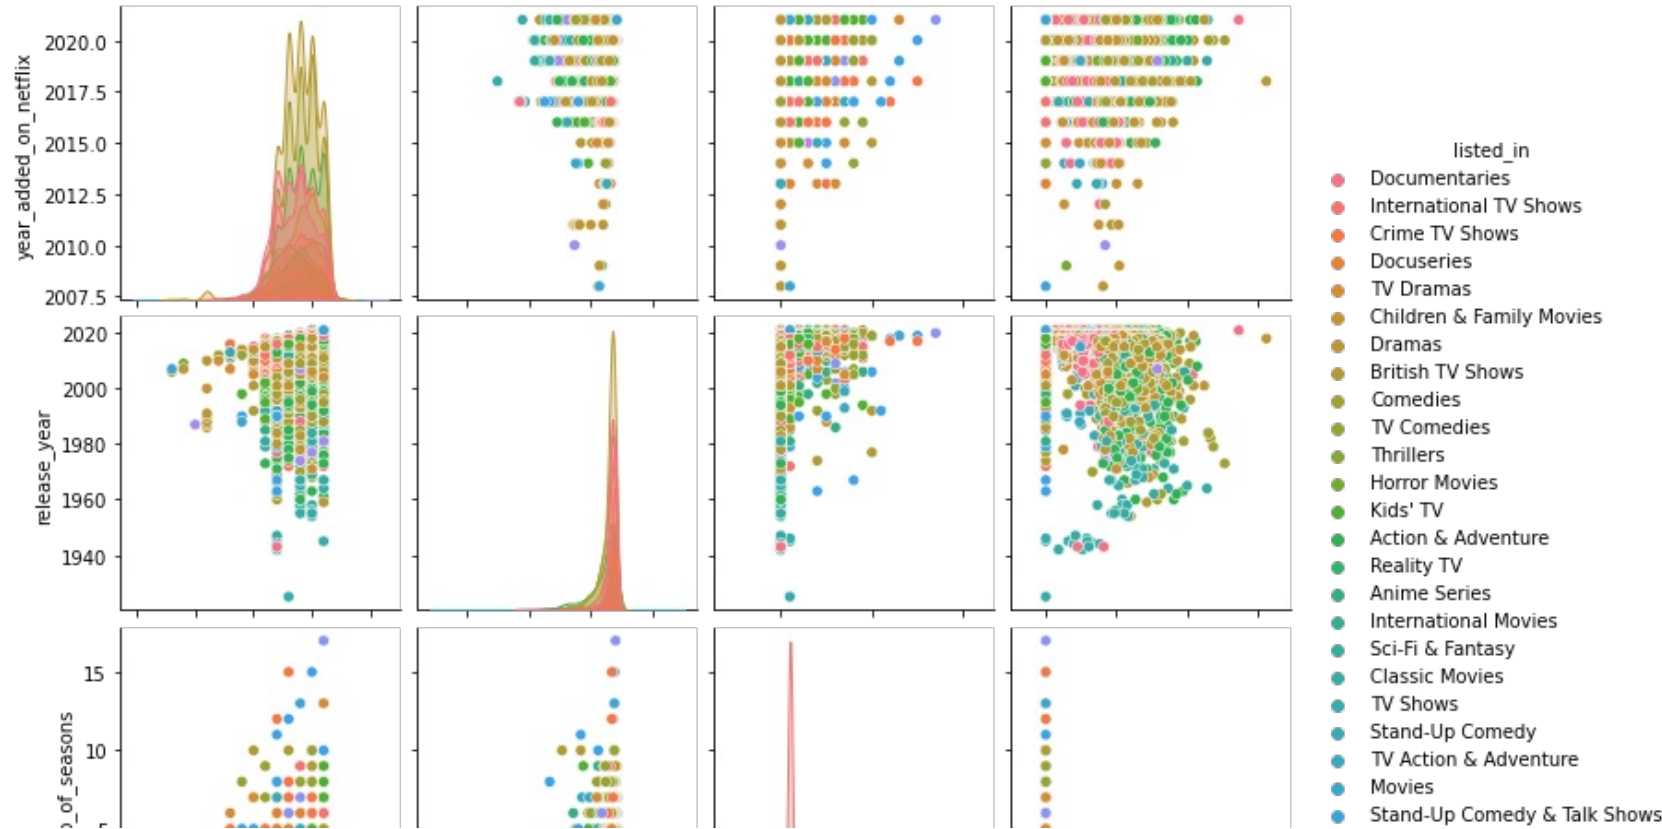 year_added_on_netflix
2020.0
2017.5
2015.0
2012.5
2010.0
2007.5
release_year
2020
2000
1980
1960
1940
o_of_seasons
15
10
5
listed_in
Documentaries
International TV Shows
Crime TV Shows
Docuseries
TV Dramas
Children & Family Movies
Dramas
British TV Shows
Comedies
TV Comedies
Thrillers
Horror Movies
Kids' TV
Action & Adventure
Reality TV
Anime Series
International Movies
Sci-Fi & Fantasy
Classic Movies
TV Shows
Stand-Up Comedy
TV Action & Adventure
Movies
Stand-Up Comedy & Talk Shows